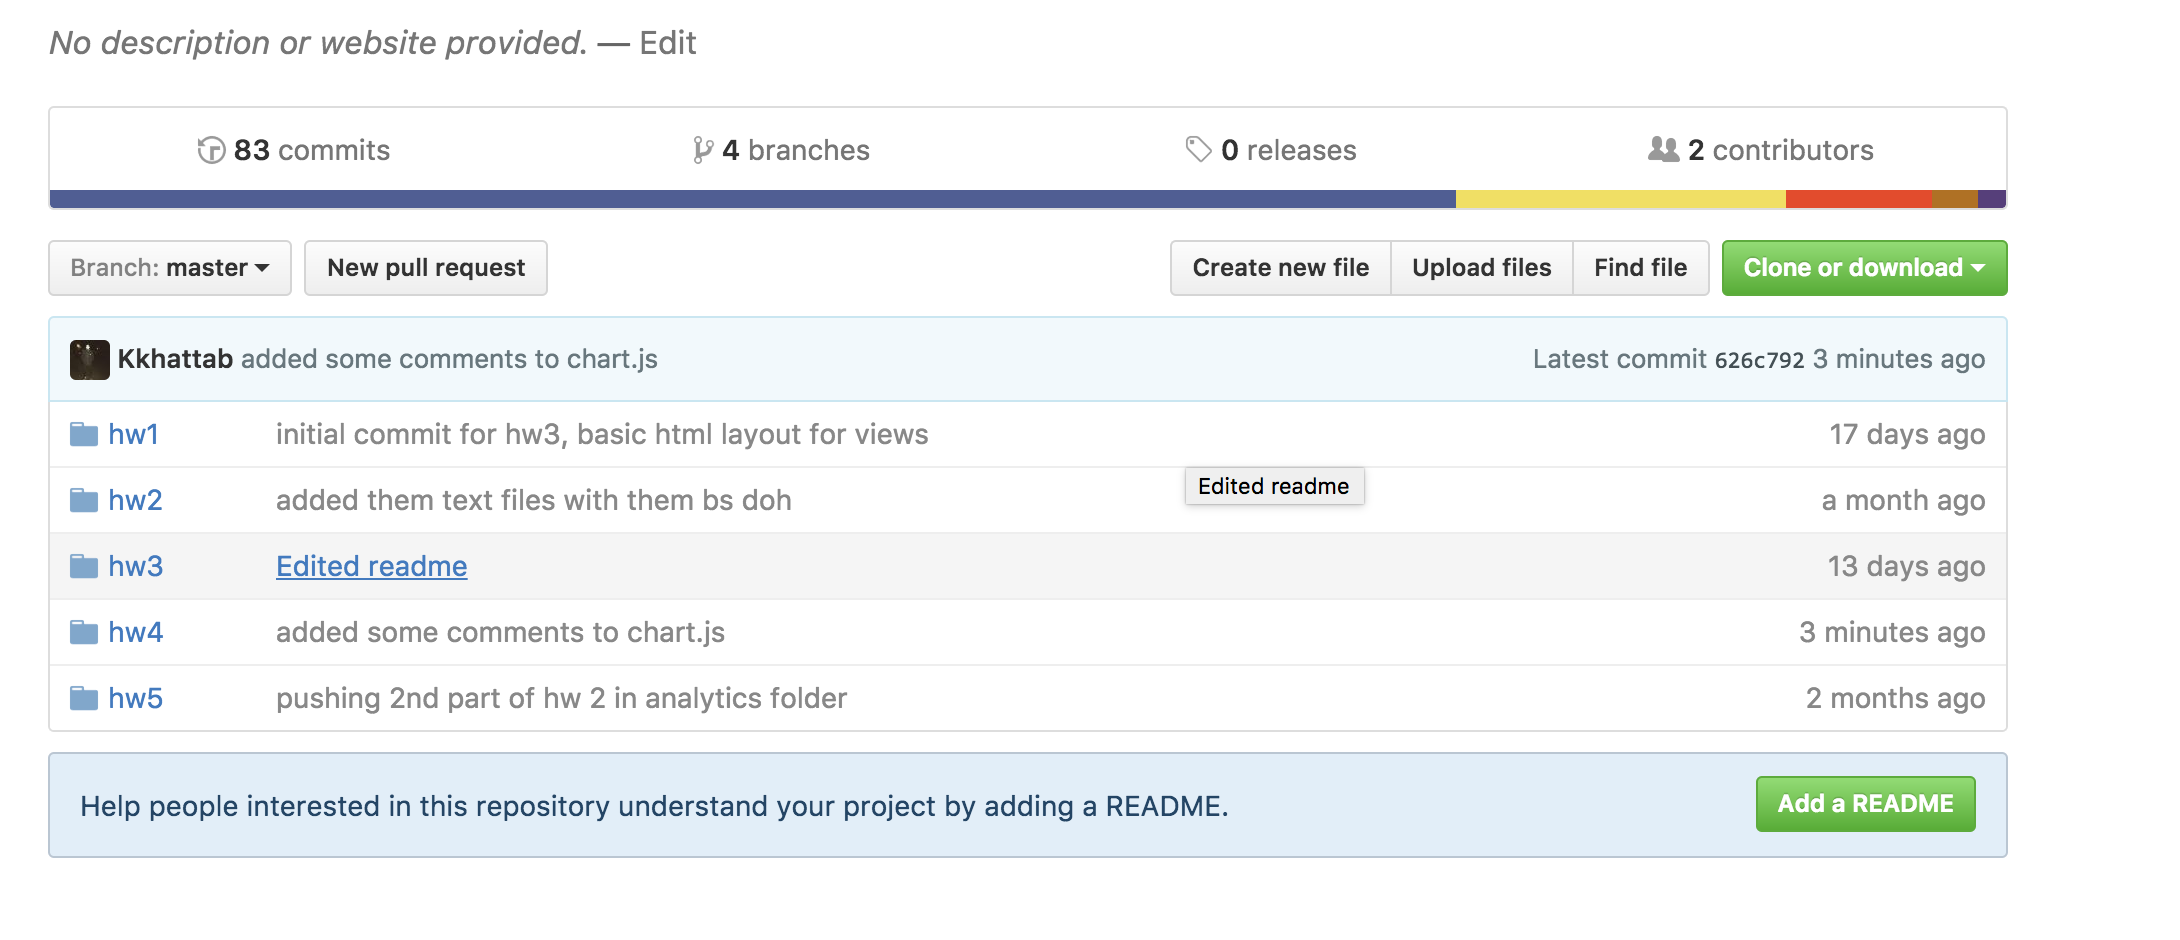 No description or website provided. — Edit
83 commits 4 branches 0 releases 2 contributors
Branch: master New pull request Create new file Upload files Find file Clone or download
Kkhattab added some comments to chart.js Latest commit 626c792 3 minutes ago
hw1 initial commit for hw3, basic html layout for views 17 days ago
Edited readme
hw2 added them text files with them bs doh a month ago
hw3 Edited readme 13 days ago
hw4 added some comments to chart.js 3 minutes ago
hw5 pushing 2nd part of hw 2 in analytics folder 2 months ago
Help people interested in this repository understand your project by adding a README. Add a README